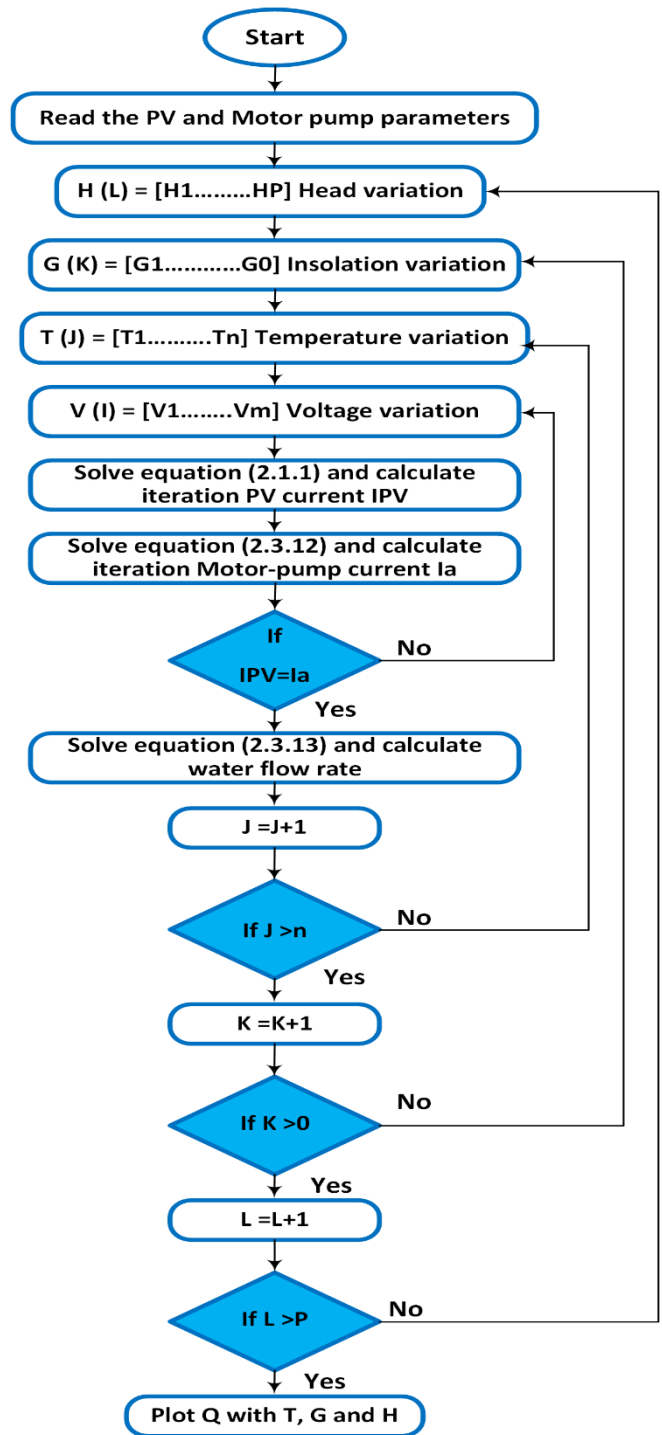 Start
Read the PV and Motor pump parameters
H (L) = [H1.........HP] Head variation
G (K) = [G1............G0] Insolation variation
T (J) = [T1..........Tn] Temperature variation
V (I) = [V1........Vm] Voltage variation
Solve equation (2.1.1) and calculate
iteration PV current IPV
Solve equation (2.3.12) and calculate
iteration Motor-pump current Ia
If
IPV=Ia
No
Yes
Solve equation (2.3.13) and calculate
water flow rate
J =J+1
If J >n
No
Yes
K =K+1
If K >0
No
Yes
L =L+1
If L >P
No
Yes
Plot Q with T, G and H